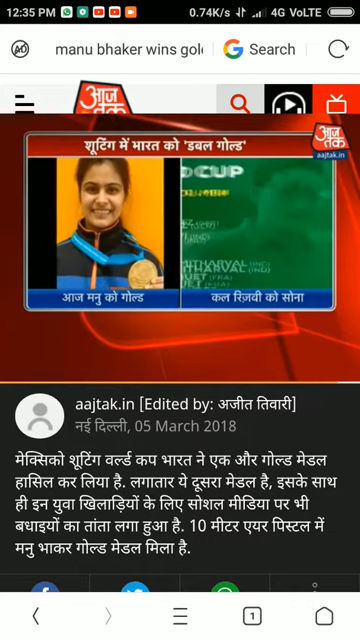 12:35 PM 0.74K/s 4G VoLTE
AD manu bhaker wins gol Search
आज
तक
आज
तक
aajtak.in
शूटिंग में भारत को 'डबल गोल्ड'
CUP
MITHARVAL (IND)
आज मनु को गोल्ड
कल रिज़वी को सोना
aajtak.in [Edited by: अजीत तिवारी]
नई दिल्ली, 05 March 2018
मेक्सिको शूटिंग वर्ल्ड कप भारत ने एक और गोल्ड मेडल
हासिल कर लिया है. लगातार ये दूसरा मेडल है, इसके साथ
ही इन युवा खिलाड़ियों के लिए सोशल मीडिया पर भी
बधाइयों का तांता लगा हुआ है. 10 मीटर एयर पिस्टल में
मनु भाकर गोल्ड मेडल मिला है.
1